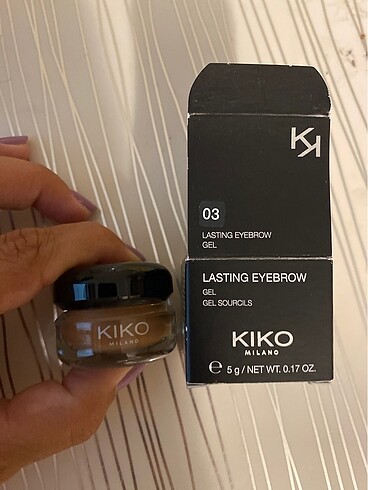 KK
03
LASTING EYEBROW
GEL
LASTING EYEBROW
GEL
GEL SOURCILS
KIKO
MILANO
℮ 5 g / NET WT. 0.17 OZ.
KIKO
MILANO